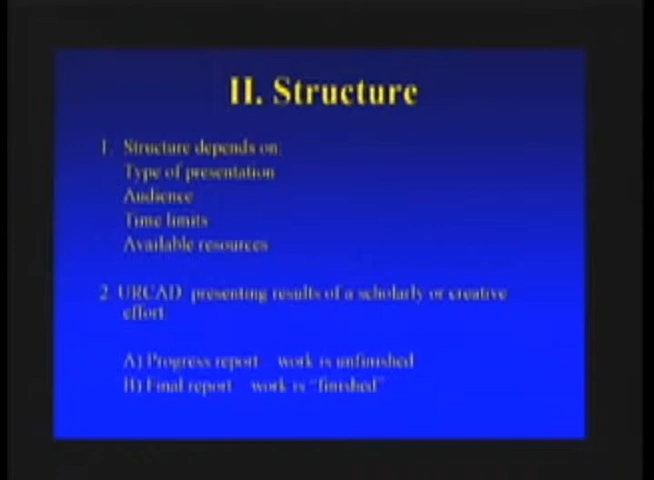 II. Structure
1. Structure depends on:
Type of presentation
Audience
Time limits
Available resources
2. URCAD presenting results of a scholarly or creative
effort
A) Progress report work is unfinished
B) Final report work is "finished"